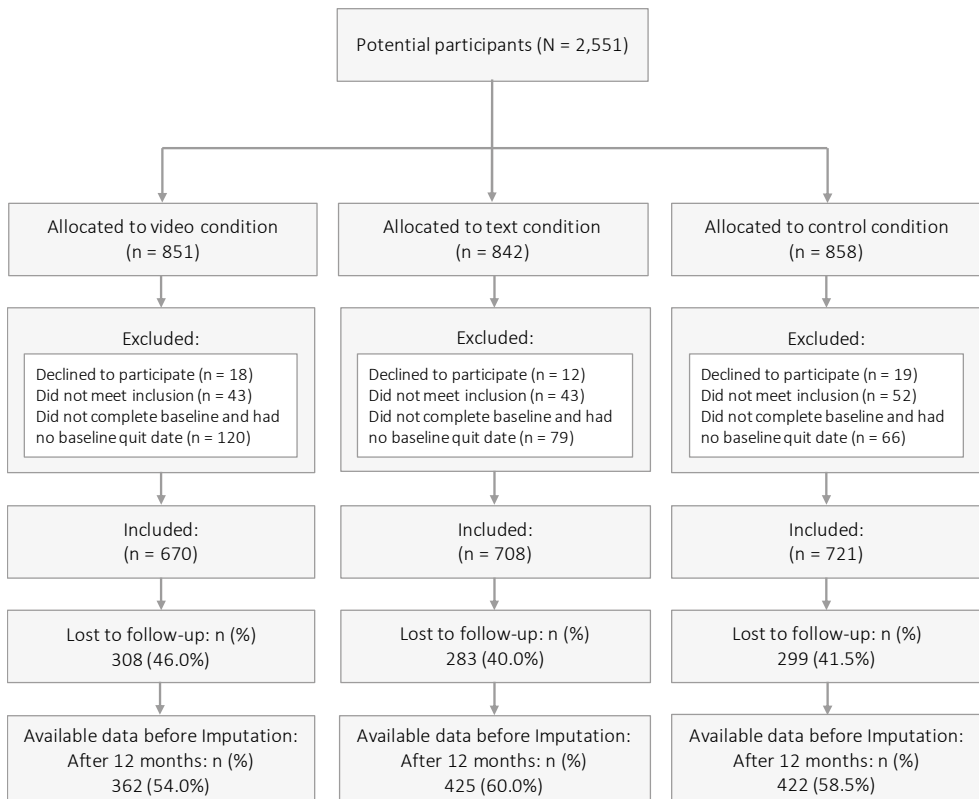 Potential participants (N = 2,551)
Allocated to video condition
(n = 851)
Allocated to text condition
(n = 842)
Allocated to control condition
(n = 858)
Excluded:
Declined to participate (n = 18)
Did not meet inclusion (n = 43)
Did not complete baseline and had
no baseline quit date (n = 120)
Excluded:
Declined to participate (n = 12)
Did not meet inclusion (n = 43)
Did not complete baseline and had
no baseline quit date (n = 79)
Excluded:
Declined to participate (n = 19)
Did not meet inclusion (n = 52)
Did not complete baseline and had
no baseline quit date (n = 66)
Included:
(n = 670)
Included:
(n = 708)
Included:
(n = 721)
Lost to follow-up: n (%)
308 (46.0%)
Lost to follow-up: n (%)
283 (40.0%)
Lost to follow-up: n (%)
299 (41.5%)
Available data before Imputation:
After 12 months: n (%)
362 (54.0%)
Available data before Imputation:
After 12 months: n (%)
425 (60.0%)
Available data before Imputation:
After 12 months: n (%)
422 (58.5%)